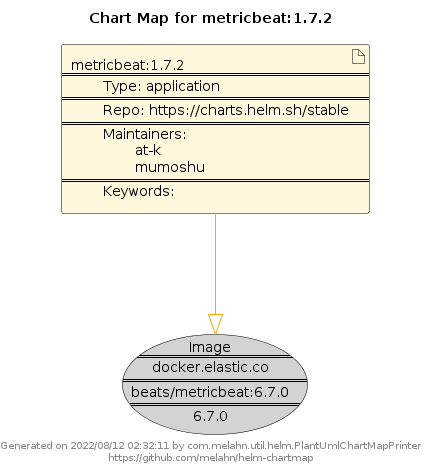 Chart Map for metricbeat:1.7.2
metricbeat:1.7.2
Type: application
Repo: https://charts.helm.sh/stable
Maintainers:
at-k
mumoshu
Keywords:
Image
docker.elastic.co
beats/metricbeat:6.7.0
6.7.0
Generated on 2022/08/12 02:32:11 by com.melahn.util.helm.PlantUmlChartMapPrinter
https://github.com/melahn/helm-chartmap